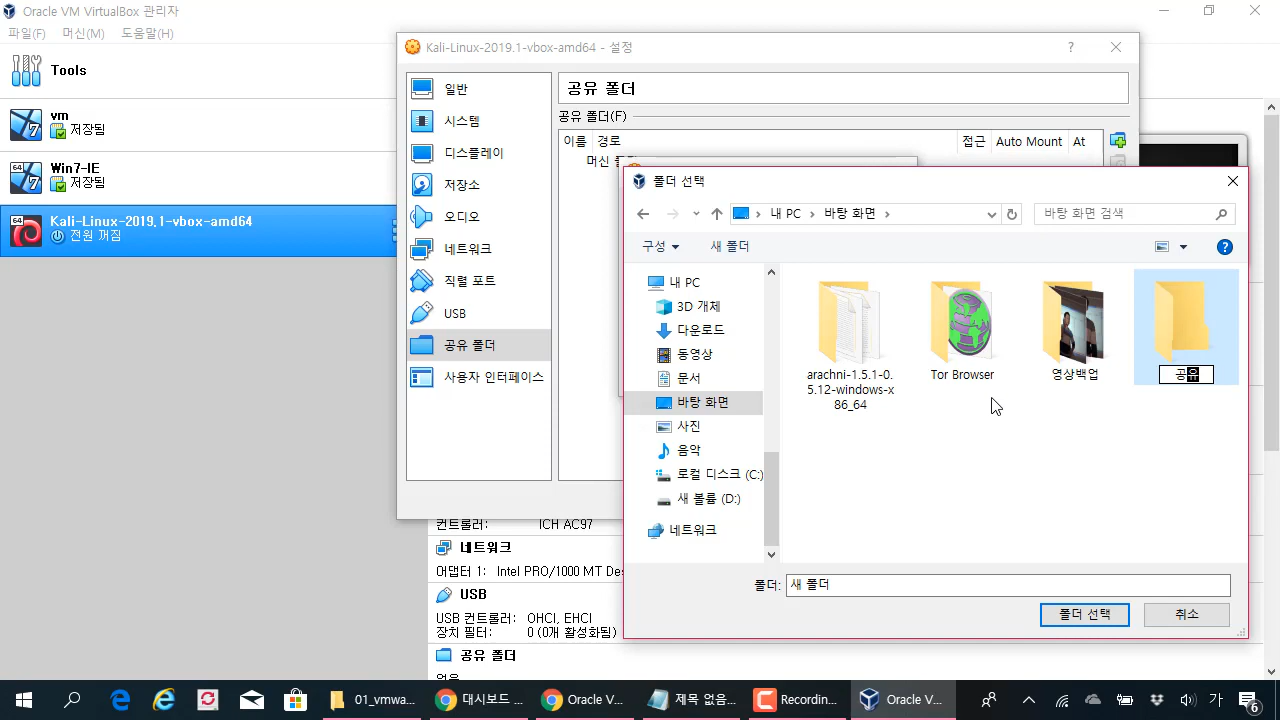 Oracle VM VirtualBox 관리자
파일(F) 머신(M) 도움말(H)
Tools
vm
저장됨
Win7-IE
저장됨
Kali-Linux-2019.1-vbox-amd64
전원 꺼짐
Kali-Linux-2019.1-vbox-amd64 - 설정
일반
시스템
디스플레이
저장소
오디오
네트워크
직렬 포트
USB
공유 폴더
사용자 인터페이스
공유 폴더
공유 폴더(F)
이름 경로 접근 Auto Mount At
머신
폴더 선택
내 PC 바탕 화면
바탕 화면 검색
구성 새 폴더
내 PC
3D 개체
다운로드
동영상
문서
바탕 화면
사진
음악
로컬 디스크 (C:)
새 볼륨 (D:)
네트워크
arachni-1.5.1-0.
5.12-windows-x
86_64
Tor Browser
영상백업
공유
폴더: 새 폴더
폴더 선택 취소
컨트롤러: ICH AC97
네트워크
어댑터 1: Intel PRO/1000 MT Des
USB
USB 컨트롤러: OHCI, EHCI
장치 필터: 0 (0개 활성화됨)
공유 폴더
없음
64
64
7
7
01_vmwa...
대시보드 ...
Oracle V...
제목 없음...
Recording...
Oracle V...
가
6